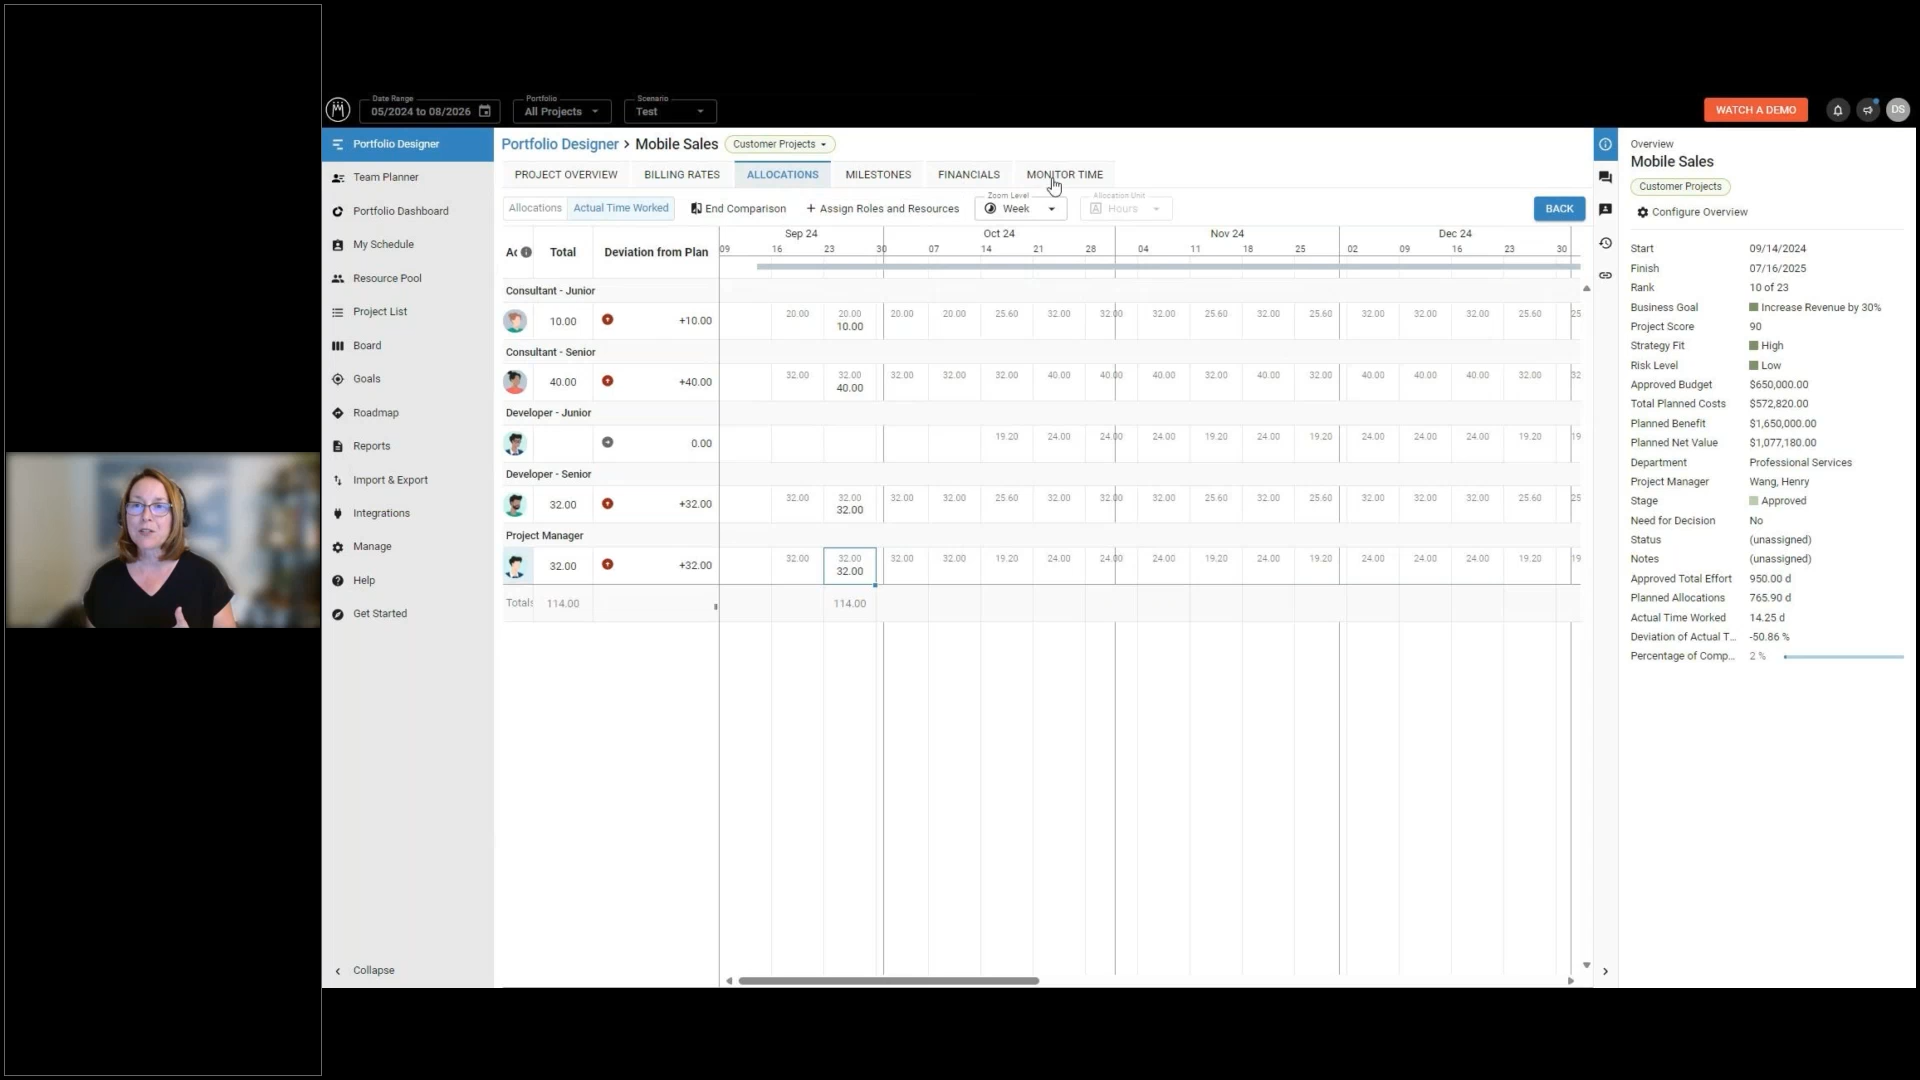 Date Range
05/2024 to 08/2026
Portfolio
All Projects
Scenario
Test
WATCH A DEMO
DS
Portfolio Designer
Team Planner
Portfolio Dashboard
My Schedule
Resource Pool
Project List
Board
Goals
Roadmap
Reports
Import & Export
Integrations
Manage
Help
Get Started
Collapse
Portfolio Designer > Mobile Sales Customer Projects
PROJECT OVERVIEW BILLING RATES ALLOCATIONS MILESTONES FINANCIALS MONITOR TIME
Allocations Actual Time Worked End Comparison + Assign Roles and Resources Zoom Level Week Allocation Unit Hours BACK
Sep 24 Oct 24 Nov 24 Dec 24
Total Deviation from Plan 09 16 23 30 07 14 21 28 04 11 18 25 02 09 16 23 30
Consultant - Junior
20.00 20.00 20.00 20.00 25.60 32.00 32.00 32.00 25.60 32.00 25.60 32.00 32.00 25.60 25
10.00 +10.00 10.00
Consultant - Senior
32.00 32.00 32.00 32.00 32.00 40.00 40.00 40.00 32.00 40.00 32.00 40.00 40.00 32.00 32
40.00 +40.00 40.00
Developer - Junior
19.20 24.00 24.00 24.00 19.20 24.00 19.20 24.00 24.00 24.00 19.20 19
0.00
Developer - Senior
32.00 32.00 32.00 32.00 25.60 32.00 32.00 32.00 25.60 32.00 25.60 32.00 32.00 32.00 25.60 25
32.00 +32.00 32.00
Project Manager
32.00 32.00 32.00 32.00 19.20 24.00 24.00 24.00 19.20 24.00 19.20 24.00 24.00 24.00 19.20 19
32.00 +32.00 32.00
Totals 114.00 114.00
Overview
Mobile Sales
Customer Projects
Configure Overview
Start 09/14/2024
Finish 07/16/2025
Rank 10 of 23
Business Goal Increase Revenue by 30%
Project Score 90
Strategy Fit High
Risk Level Low
Approved Budget $650,000.00
Total Planned Costs $572,820.00
Planned Benefit $1,650,000.00
Planned Net Value $1,077,180.00
Department Professional Services
Project Manager Wang, Henry
Stage Approved
Need for Decision No
Status (unassigned)
Notes (unassigned)
Approved Total Effort 950.00 d
Planned Allocations 765.90 d
Actual Time Worked 14.25 d
Deviation of Actual T... -50.86 %
Percentage of Comp... 2 %